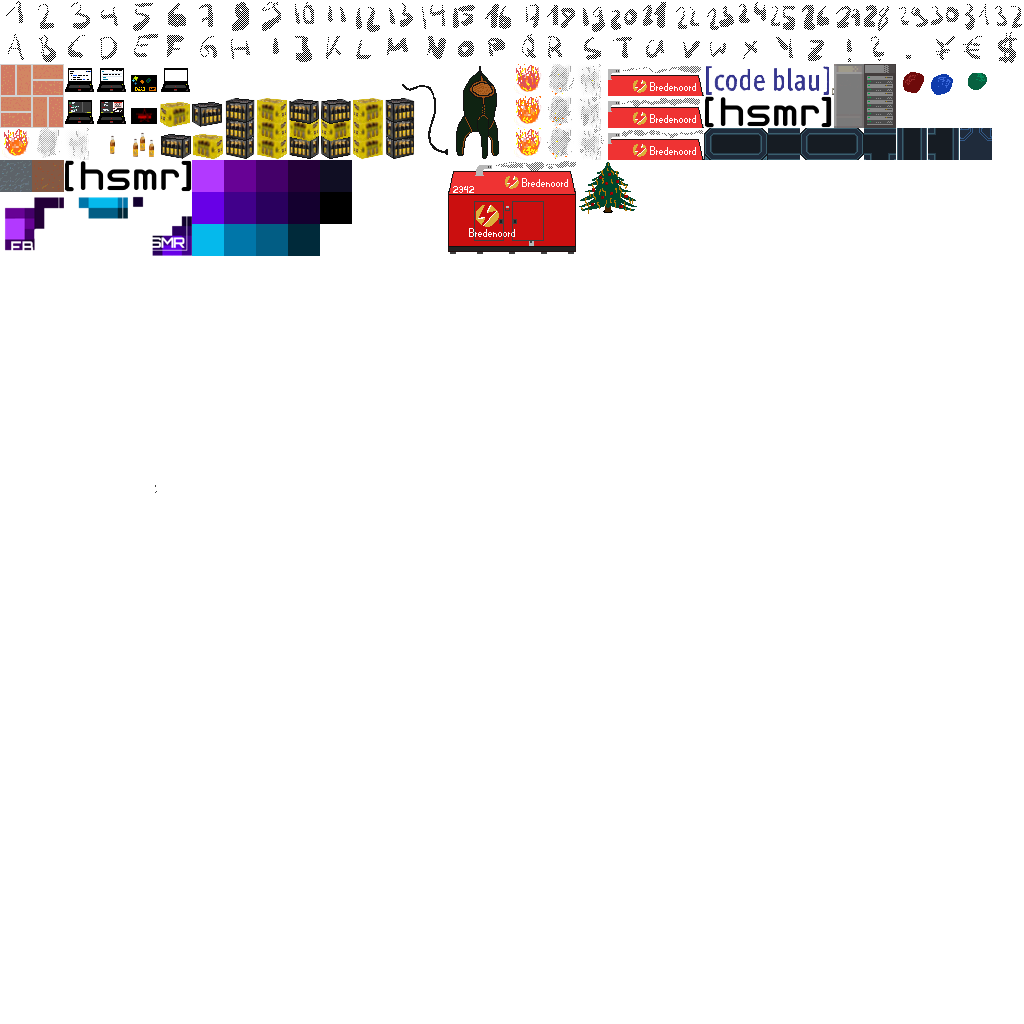 1 2 3 4 5 6 7 8 9 10 11 12 13 14 15 16 17 18 19 20 21 22 23 24 25 26 27 28 29 30 31 32
A B C D E F G H I J K L M N O P Q R S T U V W X Y Z ! ? . ¥ € $
Bredenoord
[code blau]
Bredenoord
[hsmr]
Bredenoord
[hsmr]
Bredenoord
2942
Bredenoord
SMR